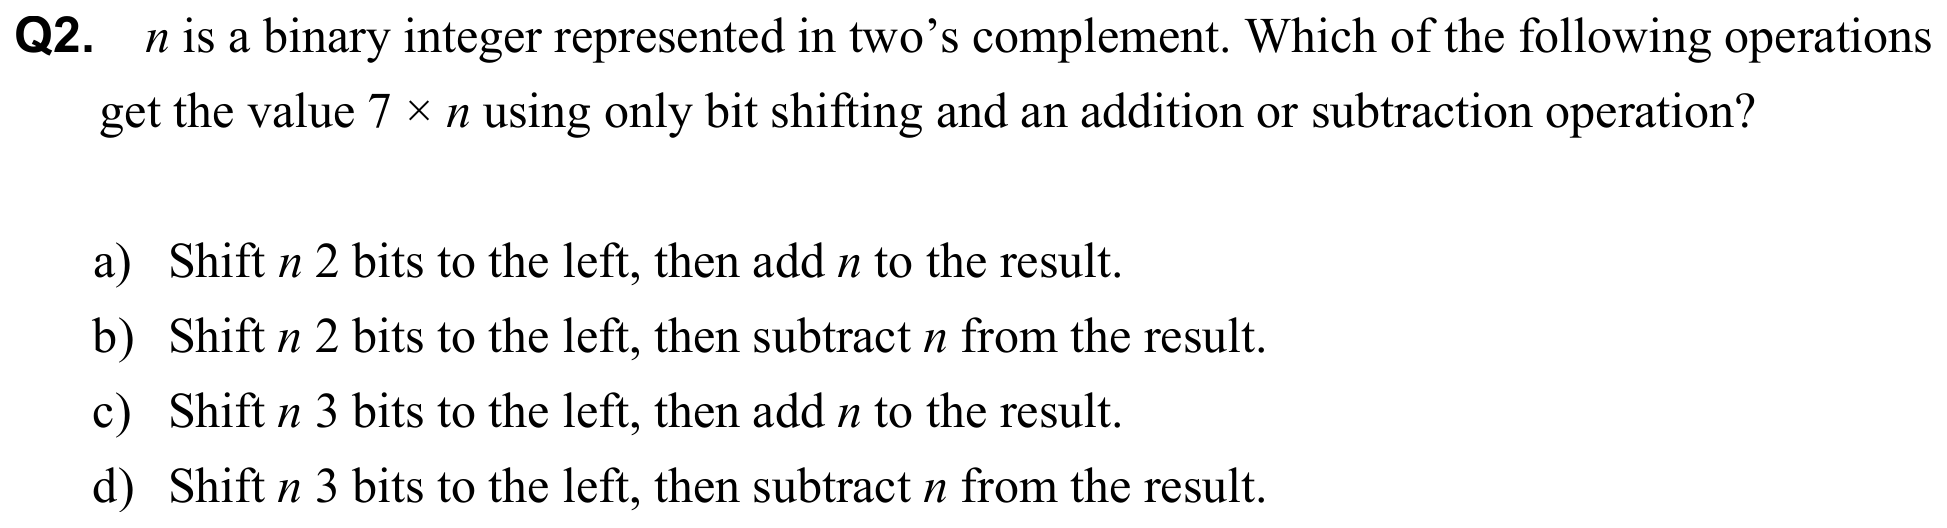 Q2. n is a binary integer represented in two’s complement. Which of the following operations
get the value 7 × n using only bit shifting and an addition or subtraction operation?
a) Shift n 2 bits to the left, then add n to the result.
b) Shift n 2 bits to the left, then subtract n from the result.
c) Shift n 3 bits to the left, then add n to the result.
d) Shift n 3 bits to the left, then subtract n from the result.